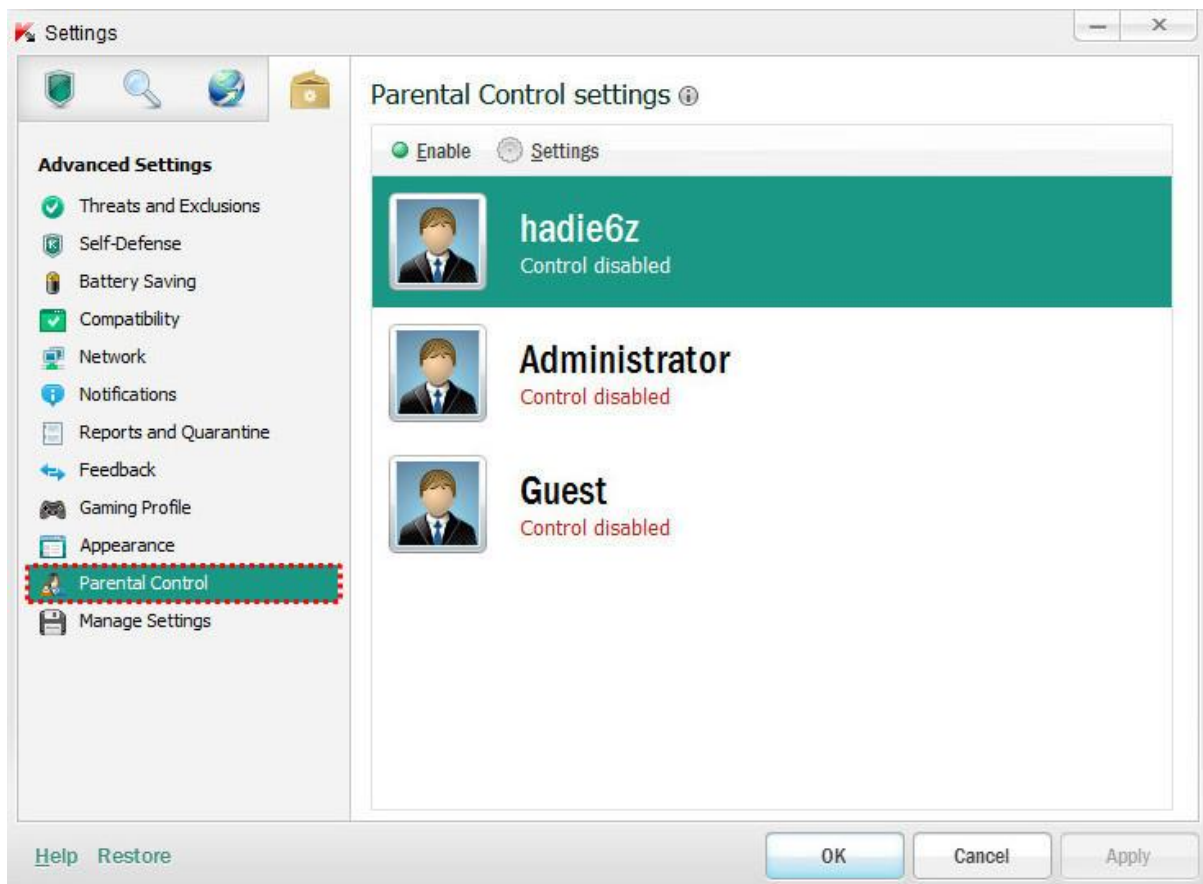 Settings
Parental Control settings
Enable Settings
Advanced Settings
Threats and Exclusions
Self-Defense
Battery Saving
Compatibility
Network
Notifications
Reports and Quarantine
Feedback
Gaming Profile
Appearance
Parental Control
Manage Settings
hadie6z
Control disabled
Administrator
Control disabled
Guest
Control disabled
Help Restore
OK Cancel Apply